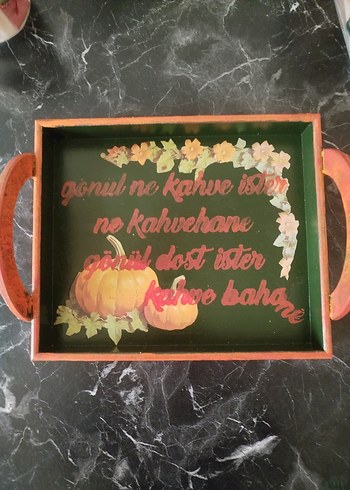 gönül ne kahve ister
ne kahvehane
gönül dost ister
kahve bahane